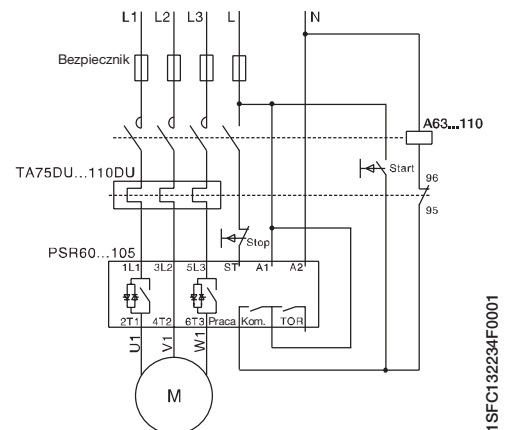 L1 L2 L3 L N
Bezpiecznik
A63...110
Start
TA75DU...110DU
96
95
Stop
PSR60...105
1L1 3L2 5L3 ST A1 A2
2T1 4T2 6T3 Praca Kom. TOR
U1 V1 W1
M
1SFC132234F0001